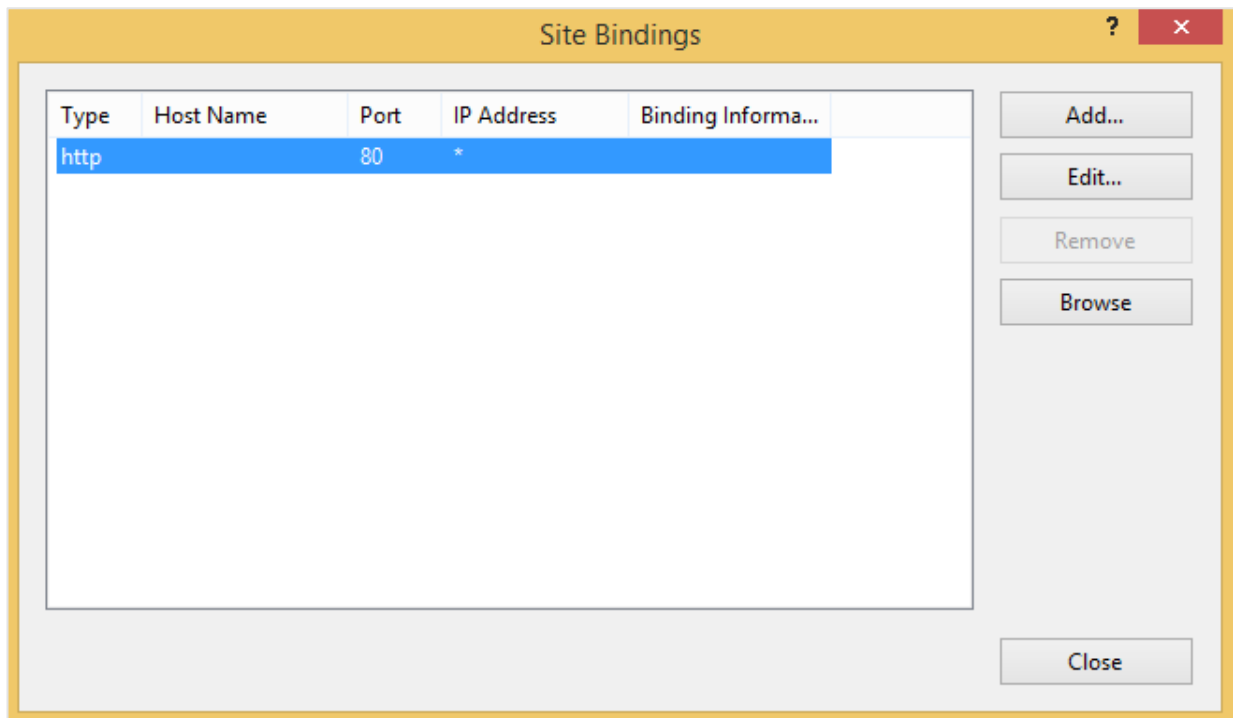 Site Bindings ?
Type Host Name Port IP Address Binding Informa...
http 80 *
Add...
Edit...
Remove
Browse
Close